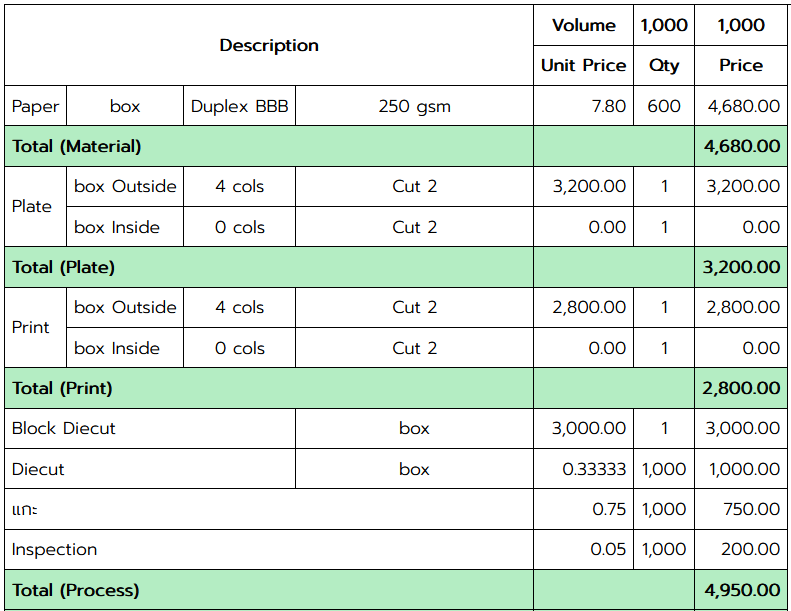 Description Volume 1,000 1,000
Unit Price Qty Price
Paper box Duplex BBB 250 gsm 7.80 600 4,680.00
Total (Material) 4,680.00
Plate box Outside 4 cols Cut 2 3,200.00 1 3,200.00
box Inside 0 cols Cut 2 0.00 1 0.00
Total (Plate) 3,200.00
Print box Outside 4 cols Cut 2 2,800.00 1 2,800.00
box Inside 0 cols Cut 2 0.00 1 0.00
Total (Print) 2,800.00
Block Diecut box 3,000.00 1 3,000.00
Diecut box 0.33333 1,000 1,000.00
แกะ 0.75 1,000 750.00
Inspection 0.05 1,000 200.00
Total (Process) 4,950.00